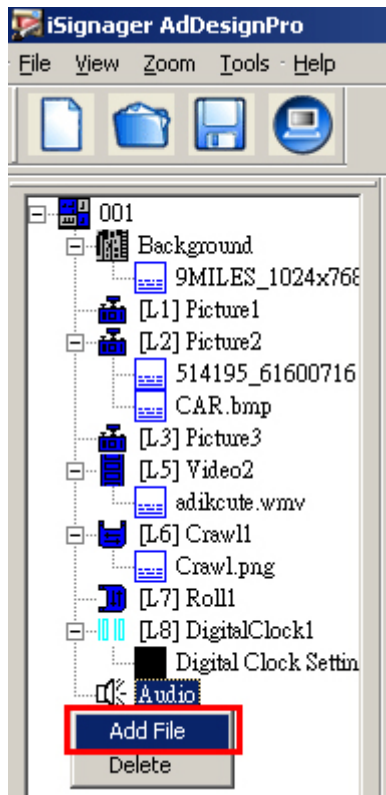 iSignager AdDesignPro
File View Zoom Tools Help
001
Background
9MILES_1024x768
[L1] Picture1
[L2] Picture2
514195_61600716
CAR.bmp
[L3] Picture3
[L5] Video2
adikcute.wmv
[L6] Crawl1
Crawl.png
[L7] Roll1
[L8] DigitalClock1
Digital Clock Settin
Audio
Add File
Delete